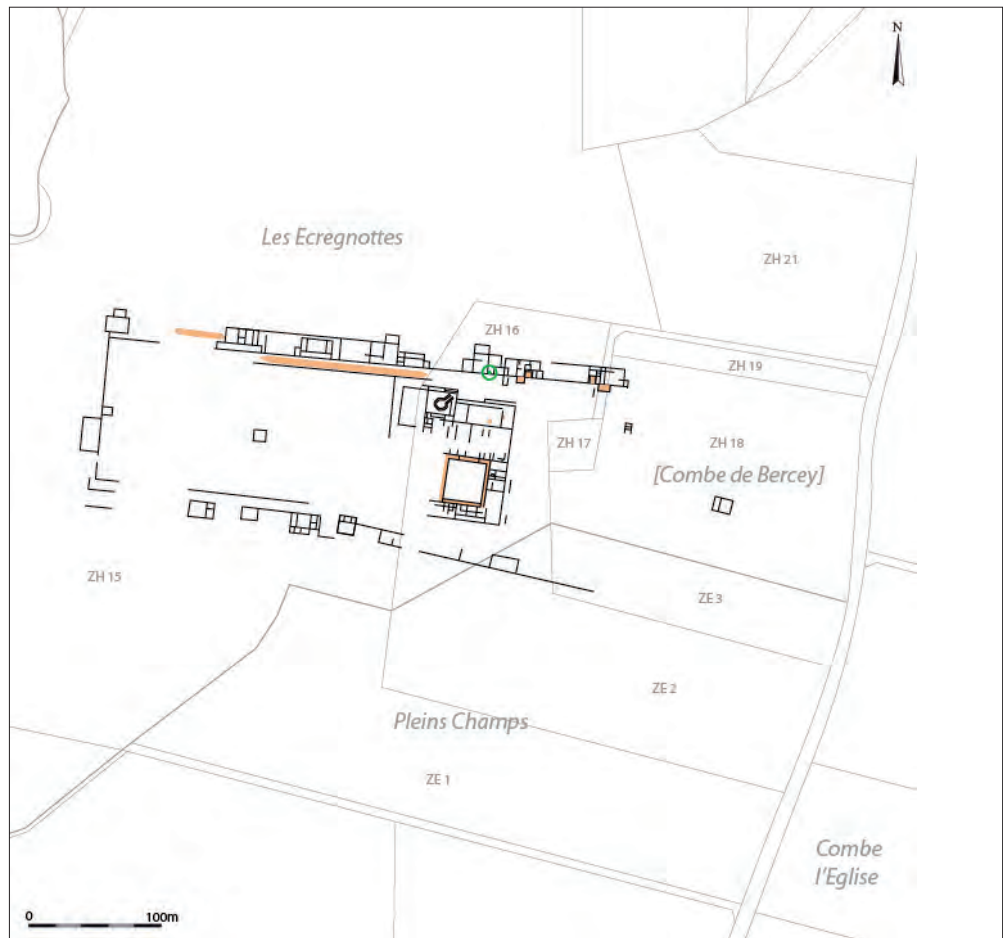 N
Les Ecrègnottes
ZH 21
ZH 16
ZH 19
ZH 17
ZH 18
[Combe de Bercey]
ZH 15
ZE 3
ZE 2
Pleins Champs
ZE 1
Combe
l'Eglise
0 100m